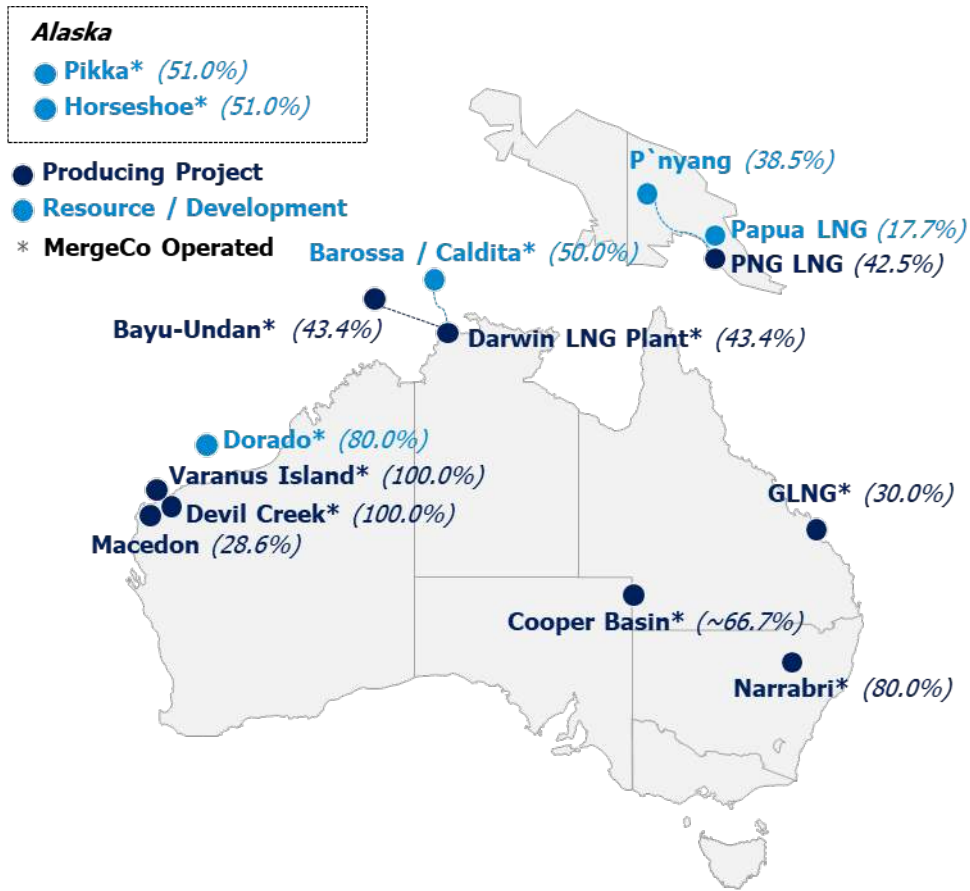 Alaska
Pikka* (51.0%)
Horseshoe* (51.0%)
Producing Project
Resource / Development
* MergeCo Operated
P`nyang (38.5%)
Papua LNG (17.7%)
PNG LNG (42.5%)
Barossa / Caldita* (50.0%)
Bayu-Undan* (43.4%)
Darwin LNG Plant* (43.4%)
Dorado* (80.0%)
Varanus Island* (100.0%)
Devil Creek* (100.0%)
Macedon (28.6%)
GLNG* (30.0%)
Cooper Basin* (~66.7%)
Narrabri* (80.0%)